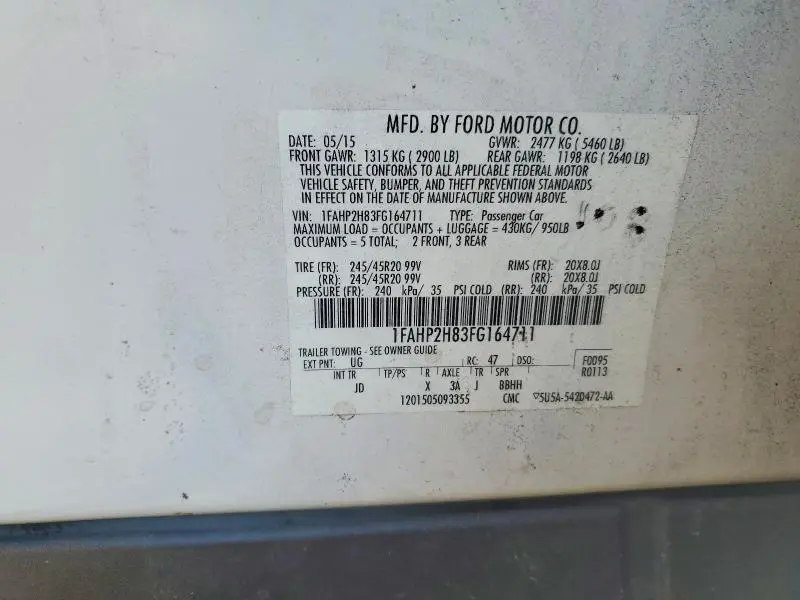 MFD. BY FORD MOTOR CO.
DATE: 05/15 GVWR: 2477 KG ( 5460 LB)
FRONT GAWR: 1315 KG ( 2900 LB) REAR GAWR: 1198 KG ( 2640 LB)
THIS VEHICLE CONFORMS TO ALL APPLICABLE FEDERAL MOTOR
VEHICLE SAFETY, BUMPER, AND THEFT PREVENTION STANDARDS
IN EFFECT ON THE DATE OF MANUFACTURE SHOWN ABOVE.
VIN: 1FAHP2H83FG164711 TYPE: Passenger Car
MAXIMUM LOAD = OCCUPANTS + LUGGAGE = 430KG/ 950LB
OCCUPANTS = 5 TOTAL; 2 FRONT, 3 REAR
TIRE (FR): 245/45R20 99V RIMS (FR): 20X8.0J
(RR): 245/45R20 99V (RR): 20X8.0J
PRESSURE (FR): 240 kPa/ 35 PSI COLD (RR): 240 kPa/ 35 PSI COLD
1FAHP2H83FG164711
TRAILER TOWING - SEE OWNER GUIDE
EXT PNT: UG RC: 47 DSO: F0095
INT TR TP/PS R AXLE TR SPR R0113
JD X 3A J BBHH
1201505093355 CMC ▽5U5A-5420472-AA